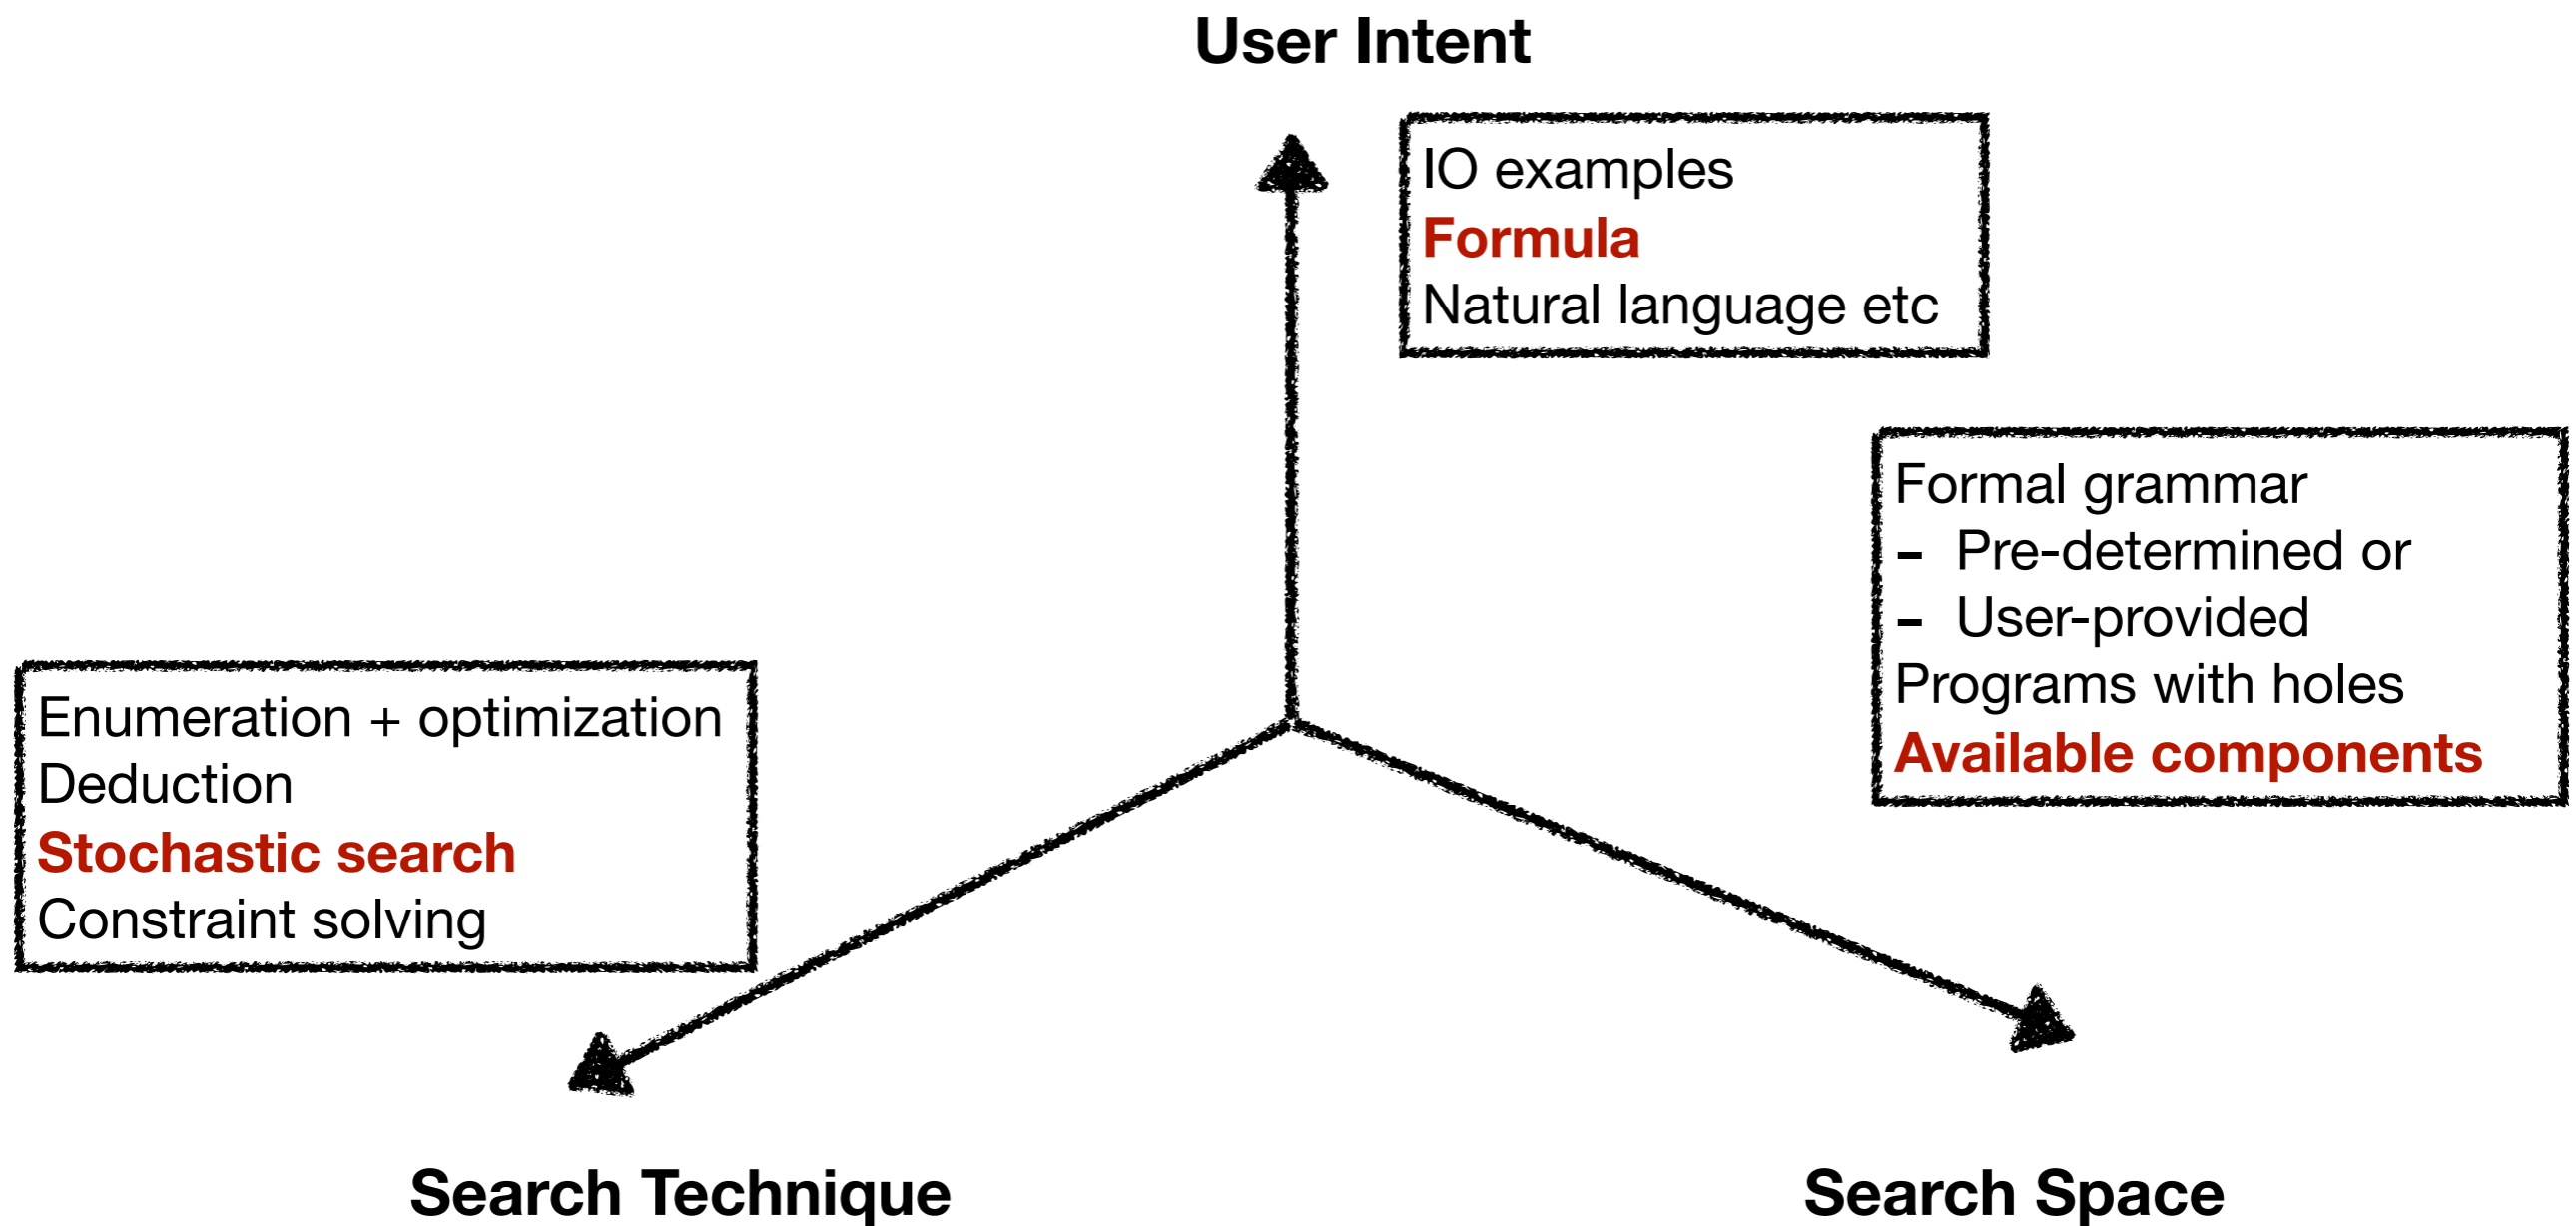 User Intent
IO examples
Formula
Natural language etc
Formal grammar
- Pre-determined or
- User-provided
Programs with holes
Available components
Enumeration + optimization
Deduction
Stochastic search
Constraint solving
Search Technique
Search Space